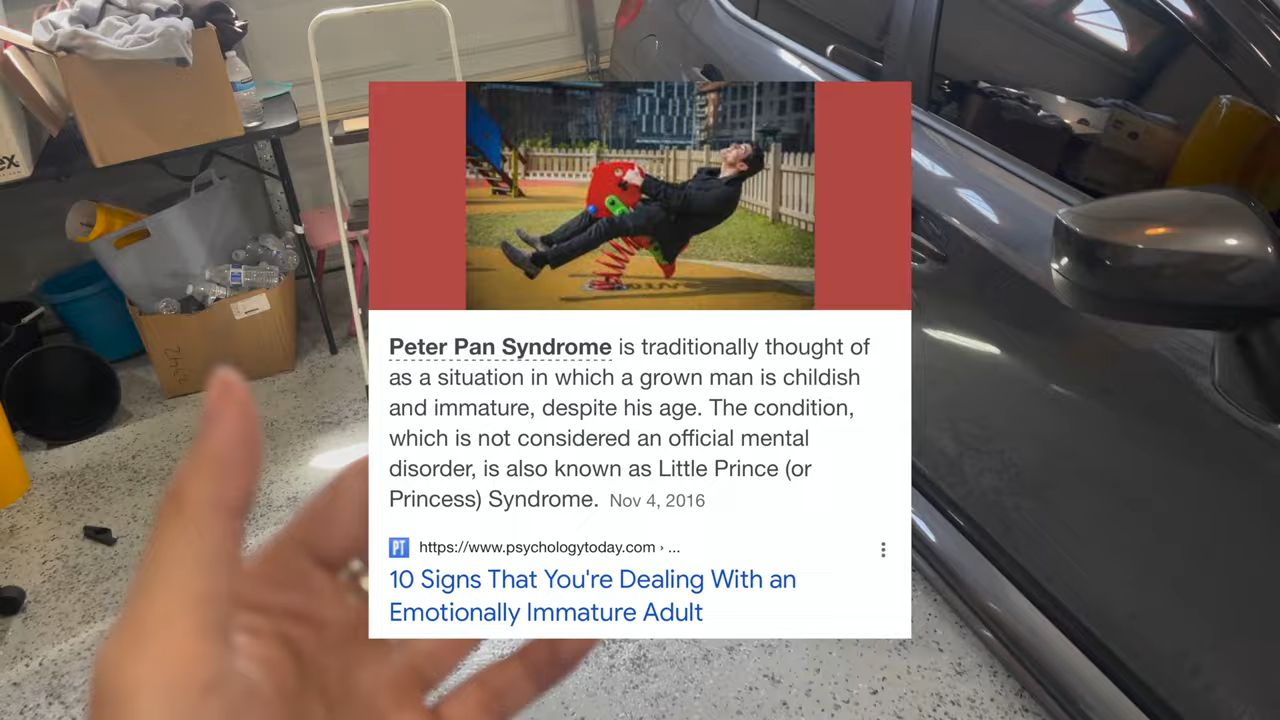 ex
Peter Pan Syndrome is traditionally thought of
as a situation in which a grown man is childish
and immature, despite his age. The condition,
which is not considered an official mental
disorder, is also known as Little Prince (or
Princess) Syndrome. Nov 4, 2016
PT https://www.psychologytoday.com › ...
10 Signs That You're Dealing With an
Emotionally Immature Adult